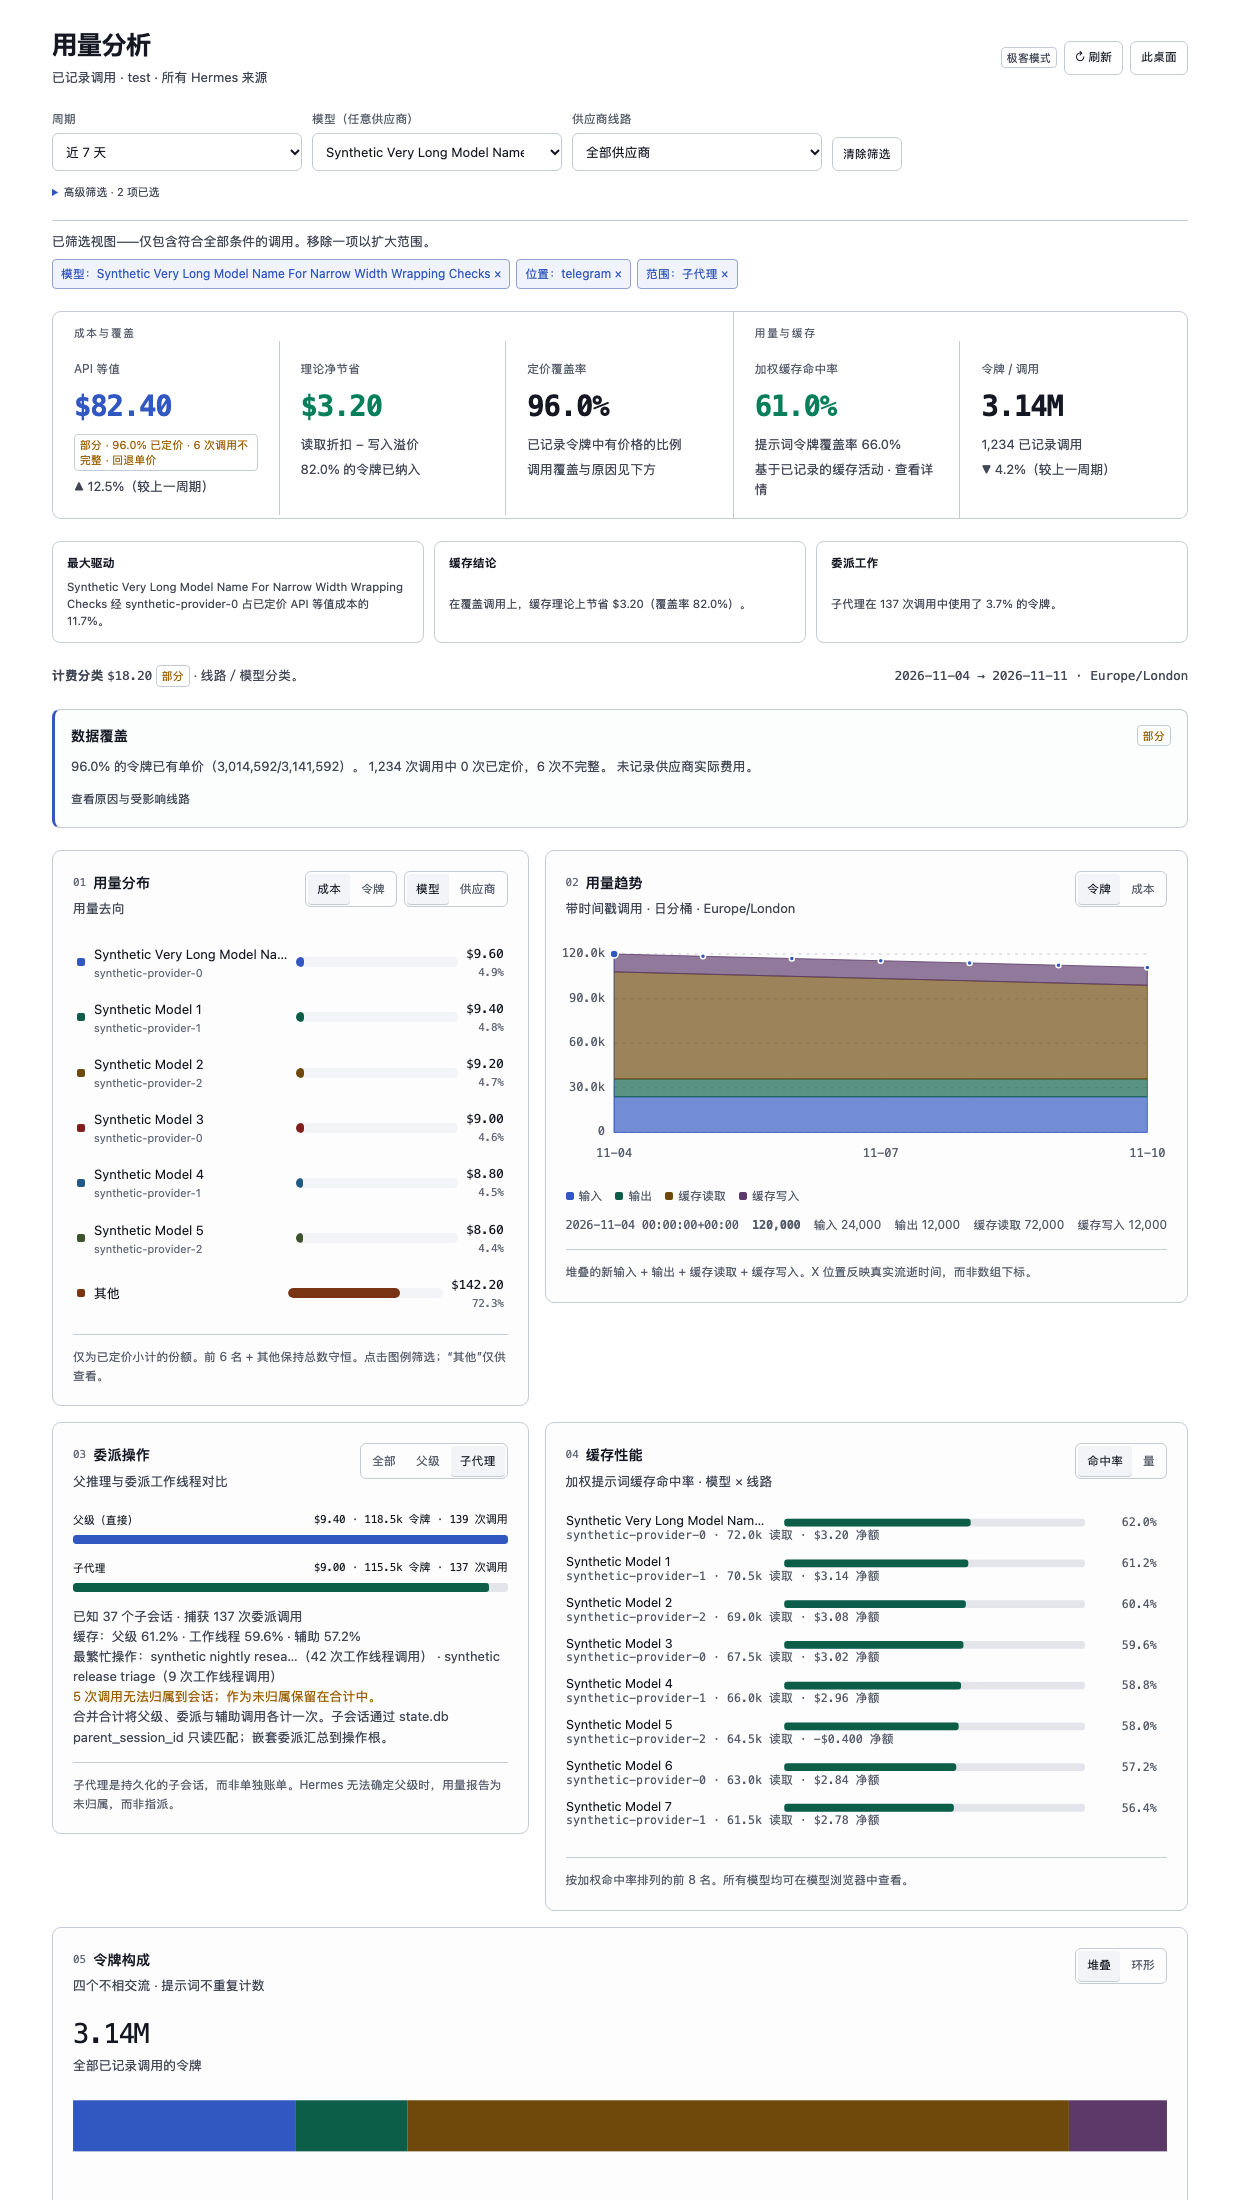 用量分析
已记录调用 · test · 所有 Hermes 来源
极客模式
↻ 刷新
此桌面
周期
模型（任意供应商）
供应商线路
近 7 天
Synthetic Very Long Model Name
全部供应商
清除筛选
▶ 高级筛选 · 2 项已选
已筛选视图——仅包含符合全部条件的调用。移除一项以扩大范围。
模型：Synthetic Very Long Model Name For Narrow Width Wrapping Checks ×
位置：telegram ×
范围：子代理 ×
成本与覆盖
API 等值
$82.40
部分 · 96.0% 已定价 · 6 次调用不
完整 · 回退单价
▲ 12.5%（较上一周期）
理论净节省
$3.20
读取折扣 − 写入溢价
82.0% 的令牌已纳入
定价覆盖率
96.0%
已记录令牌中有价格的比例
调用覆盖与原因见下方
用量与缓存
加权缓存命中率
61.0%
提示词令牌覆盖率 66.0%
基于已记录的缓存活动 · 查看详
情
令牌 / 调用
3.14M
1,234 已记录调用
▼ 4.2%（较上一周期）
最大驱动
Synthetic Very Long Model Name For Narrow Width Wrapping
Checks 经 synthetic-provider-0 占已定价 API 等值成本的
11.7%。
缓存结论
在覆盖调用上，缓存理论上节省 $3.20（覆盖率 82.0%）。
委派工作
子代理在 137 次调用中使用了 3.7% 的令牌。
计费分类 $18.20 部分 · 线路 / 模型分类。
2026-11-04 → 2026-11-11 · Europe/London
数据覆盖
部分
96.0% 的令牌已有单价（3,014,592/3,141,592）。 1,234 次调用中 0 次已定价，6 次不完整。 未记录供应商实际费用。
查看原因与受影响线路
01 用量分布
成本 令牌
模型 供应商
用量去向
Synthetic Very Long Model Na... $9.60
synthetic-provider-0 4.9%
Synthetic Model 1 $9.40
synthetic-provider-1 4.8%
Synthetic Model 2 $9.20
synthetic-provider-2 4.7%
Synthetic Model 3 $9.00
synthetic-provider-0 4.6%
Synthetic Model 4 $8.80
synthetic-provider-1 4.5%
Synthetic Model 5 $8.60
synthetic-provider-2 4.4%
其他 $142.20
72.3%
仅为已定价小计的份额。前 6 名 + 其他保持总数守恒。点击图例筛选；“其他”仅供
查看。
02 用量趋势
令牌 成本
带时间戳调用 · 日分桶 · Europe/London
120.0k
90.0k
60.0k
30.0k
0
11-04 11-07 11-10
输入 输出 缓存读取 缓存写入
2026-11-04 00:00:00+00:00 120,000 输入 24,000 输出 12,000 缓存读取 72,000 缓存写入 12,000
堆叠的新输入 + 输出 + 缓存读取 + 缓存写入。X 位置反映真实流逝时间，而非数组下标。
03 委派操作
全部 父级 子代理
父推理与委派工作线程对比
父级（直接） $9.40 · 118.5k 令牌 · 139 次调用
子代理 $9.00 · 115.5k 令牌 · 137 次调用
已知 37 个子会话 · 捕获 137 次委派调用
缓存：父级 61.2% · 工作线程 59.6% · 辅助 57.2%
最繁忙操作：synthetic nightly resea...（42 次工作线程调用） · synthetic
release triage（9 次工作线程调用）
5 次调用无法归属到会话；作为未归属保留在合计中。
合并合计将父级、委派与辅助调用各计一次。子会话通过 state.db
parent_session_id 只读匹配；嵌套委派汇总到操作根。
子代理是持久化的子会话，而非单独账单。Hermes 无法确定父级时，用量报告为
未归属，而非指派。
04 缓存性能
命中率 量
加权提示词缓存命中率 · 模型 × 线路
Synthetic Very Long Model Nam... 62.0%
synthetic-provider-0 · 72.0k 读取 · $3.20 净额
Synthetic Model 1 61.2%
synthetic-provider-1 · 70.5k 读取 · $3.14 净额
Synthetic Model 2 60.4%
synthetic-provider-2 · 69.0k 读取 · $3.08 净额
Synthetic Model 3 59.6%
synthetic-provider-0 · 67.5k 读取 · $3.02 净额
Synthetic Model 4 58.8%
synthetic-provider-1 · 66.0k 读取 · $2.96 净额
Synthetic Model 5 58.0%
synthetic-provider-2 · 64.5k 读取 · −$0.400 净额
Synthetic Model 6 57.2%
synthetic-provider-0 · 63.0k 读取 · $2.84 净额
Synthetic Model 7 56.4%
synthetic-provider-1 · 61.5k 读取 · $2.78 净额
按加权命中率排列的前 8 名。所有模型均可在模型浏览器中查看。
05 令牌构成
堆叠 环形
四个不相交流 · 提示词不重复计数
3.14M
全部已记录调用的令牌